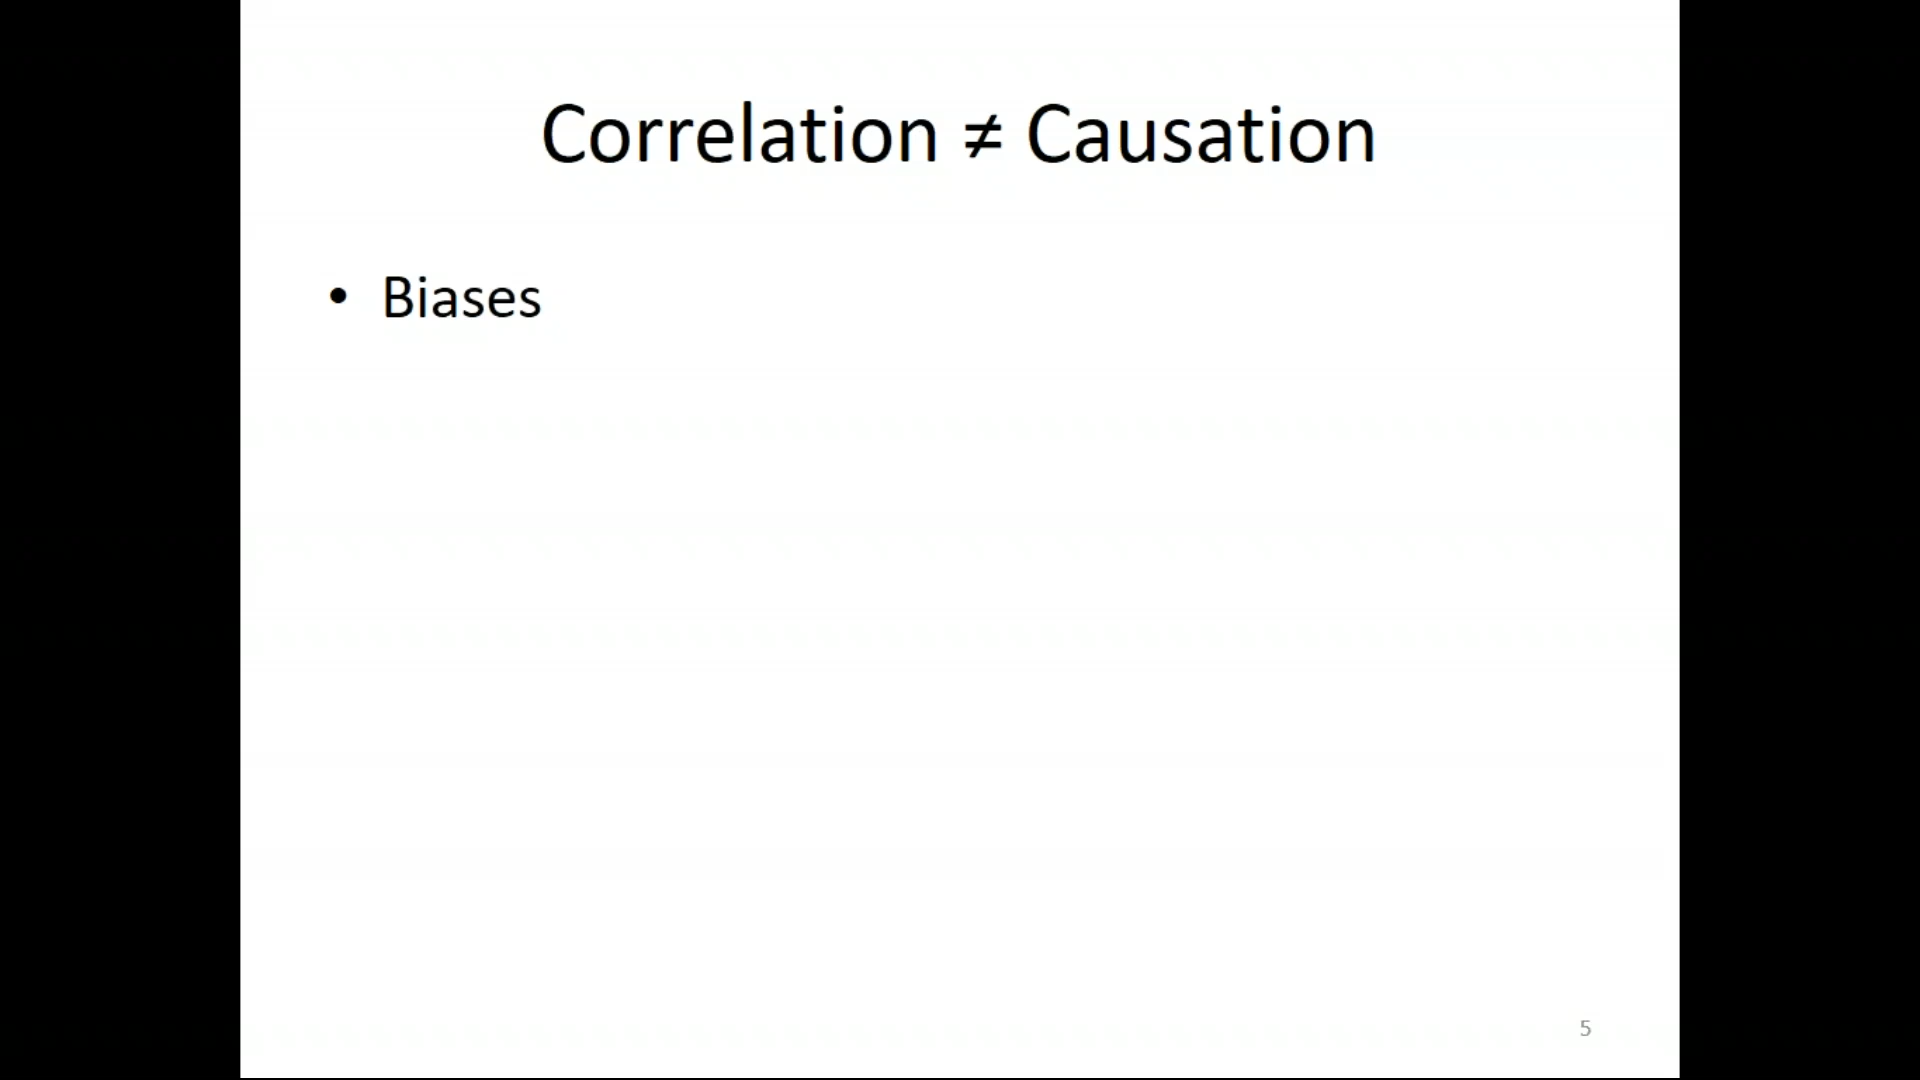 Correlation ≠ Causation
• Biases
5